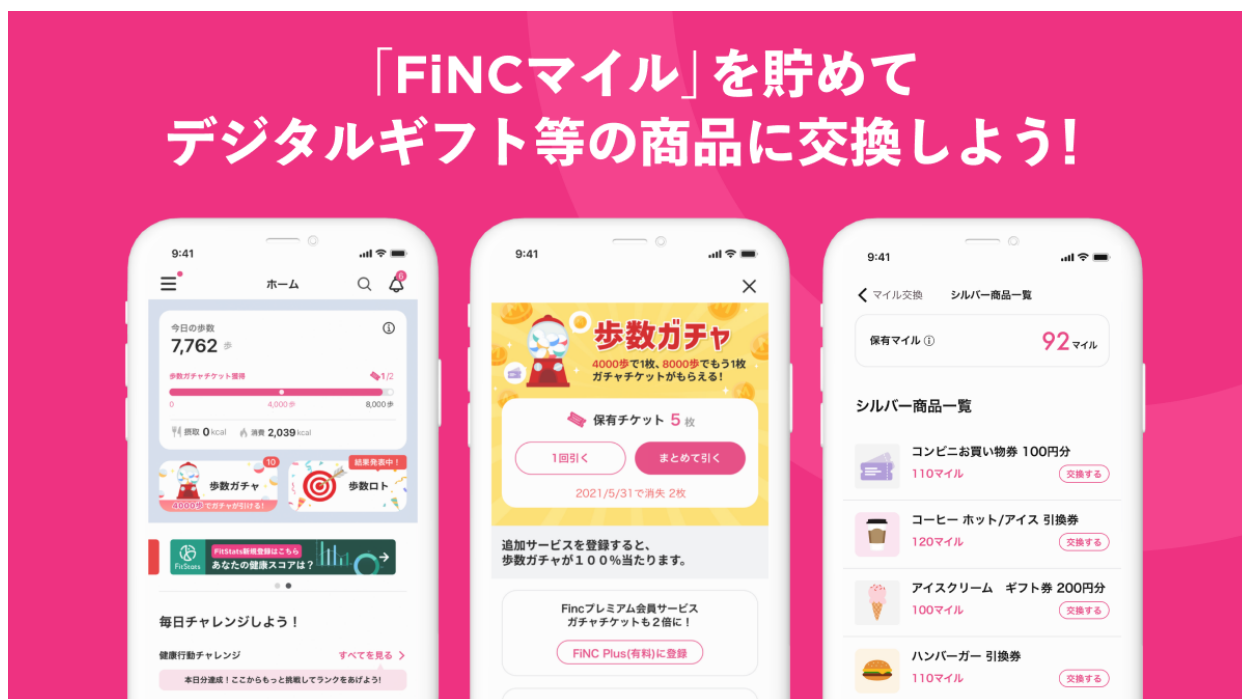 「FiNCマイル」を貯めて
デジタルギフト等の商品に交換しよう!
9:41
ホーム
6
今日の歩数
7,762 歩
歩数ガチャチケット獲得
1/2
0
4,000歩
8,000歩
摂取 0 kcal
消費 2,039 kcal
10
歩数ガチャ
4000歩でガチャが引ける!
結果発表中!
歩数ロト
FitStats
FitStats新規登録はこちら
あなたの健康スコアは?
毎日チャレンジしよう!
健康行動チャレンジ
すべてを見る
本日分達成!ここからもっと挑戦してランクをあげよう!
9:41
歩数ガチャ
4000歩で1枚、8000歩でもう1枚
ガチャチケットがもらえる!
保有チケット 5 枚
1回引く
まとめて引く
2021/5/31で消失 2枚
追加サービスを登録すると、
歩数ガチャが100%当たります。
Fincプレミアム会員サービス
ガチャチケットも2倍に!
FiNC Plus(有料)に登録
9:41
マイル交換
シルバー商品一覧
保有マイル
92 マイル
シルバー商品一覧
コンビニお買い物券 100円分
110マイル
交換する
コーヒー ホット/アイス 引換券
120マイル
交換する
アイスクリーム ギフト券 200円分
100マイル
交換する
ハンバーガー 引換券
110マイル
交換する